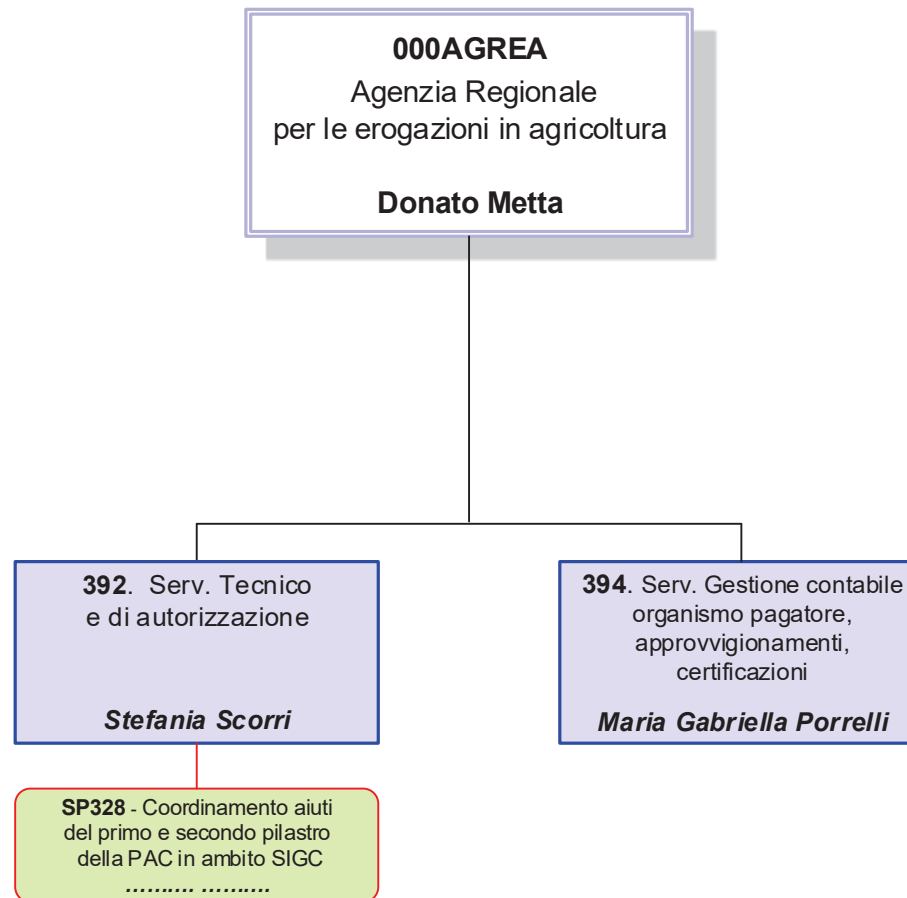 000AGREA
Agenzia Regionale
per le erogazioni in agricoltura
Donato Metta
392. Serv. Tecnico
e di autorizzazione
Stefania Scorri
394. Serv. Gestione contabile
organismo pagatore,
approvvigionamenti,
certificazioni
Maria Gabriella Porrelli
SP328 - Coordinamento aiuti
del primo e secondo pilastro
della PAC in ambito SIGC
.......... ..........